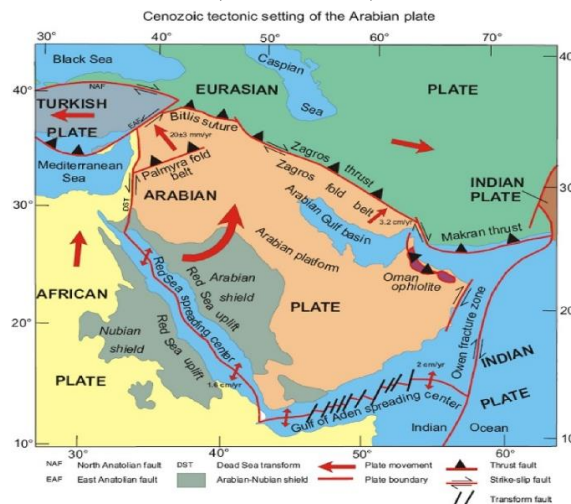 Cenozoic tectonic setting of the Arabian plate
30° 40° 50° 60° 70°
Black Sea
Caspian
Sea
EURASIAN
PLATE
40°
NAF
TURKISH
PLATE
EAF
Bitlis suture
20±3 mm/yr
Mediterranean
Sea
Palmyra fold
belt
DST
ARABIAN
Zagros thrust
Zagros fold belt
3.2 cm/yr
Arabian Gulf basin
INDIAN
PLATE
Makran thrust
30°
30°
Arabian platform
Oman
ophiolite
Arabian
shield
Red Sea uplift
Red Sea spreading center
AFRICAN
PLATE
Owen fracture zone
20°
20°
Nubian
shield
Red Sea uplift
1.6 cm/yr
PLATE
2 cm/yr
Gulf of Aden spreading center
INDIAN
PLATE
Indian Ocean
10°
10°
30° 40° 50° 60°
NAF North Anatolian fault
DST Dead Sea transform
Plate movement
Thrust fault
EAF East Anatolian fault
Arabian-Nubian shield
Plate boundary
Strike-slip fault
Transform fault